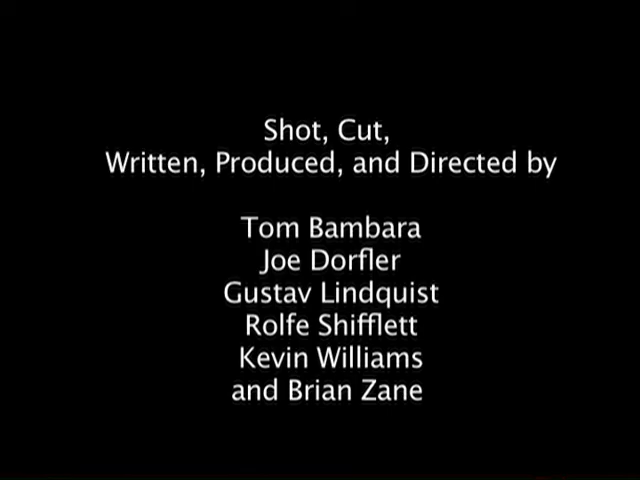 Shot, Cut,
Written, Produced, and Directed by
Tom Bambara
Joe Dorfler
Gustav Lindquist
Rolfe Shifflett
Kevin Williams
and Brian Zane